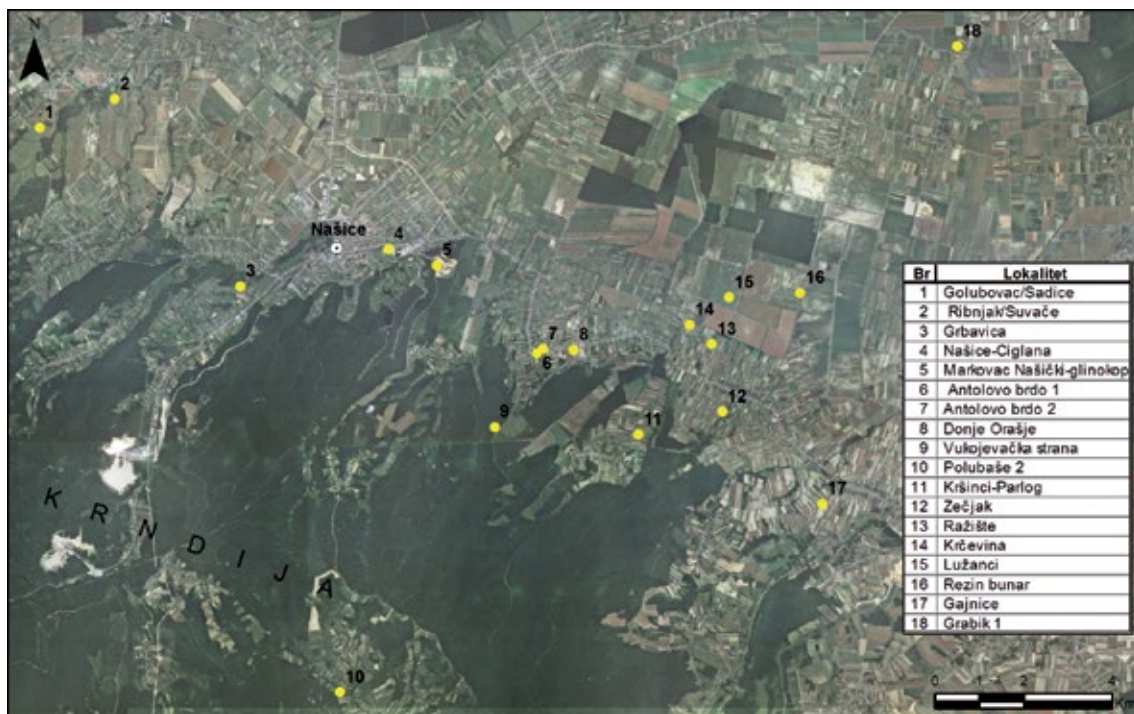 N
18
2
1
Našice
4
5
3
16
15
14
13
7
8
6
12
9
11
17
10
KRNDIJA
Br Lokalitet
1 Golubovac/Sadice
2 Ribnjak/Suvače
3 Grbavica
4 Našice-Ciglana
5 Markovac Našički-glinokop
6 Antolovo brdo 1
7 Antolovo brdo 2
8 Donje Orašje
9 Vukojevačka strana
10 Polubaše 2
11 Kršinci-Parlog
12 Zečjak
13 Ražište
14 Krčevina
15 Lužanci
16 Rezin bunar
17 Gajnice
18 Grabik 1
0 2 4
Km